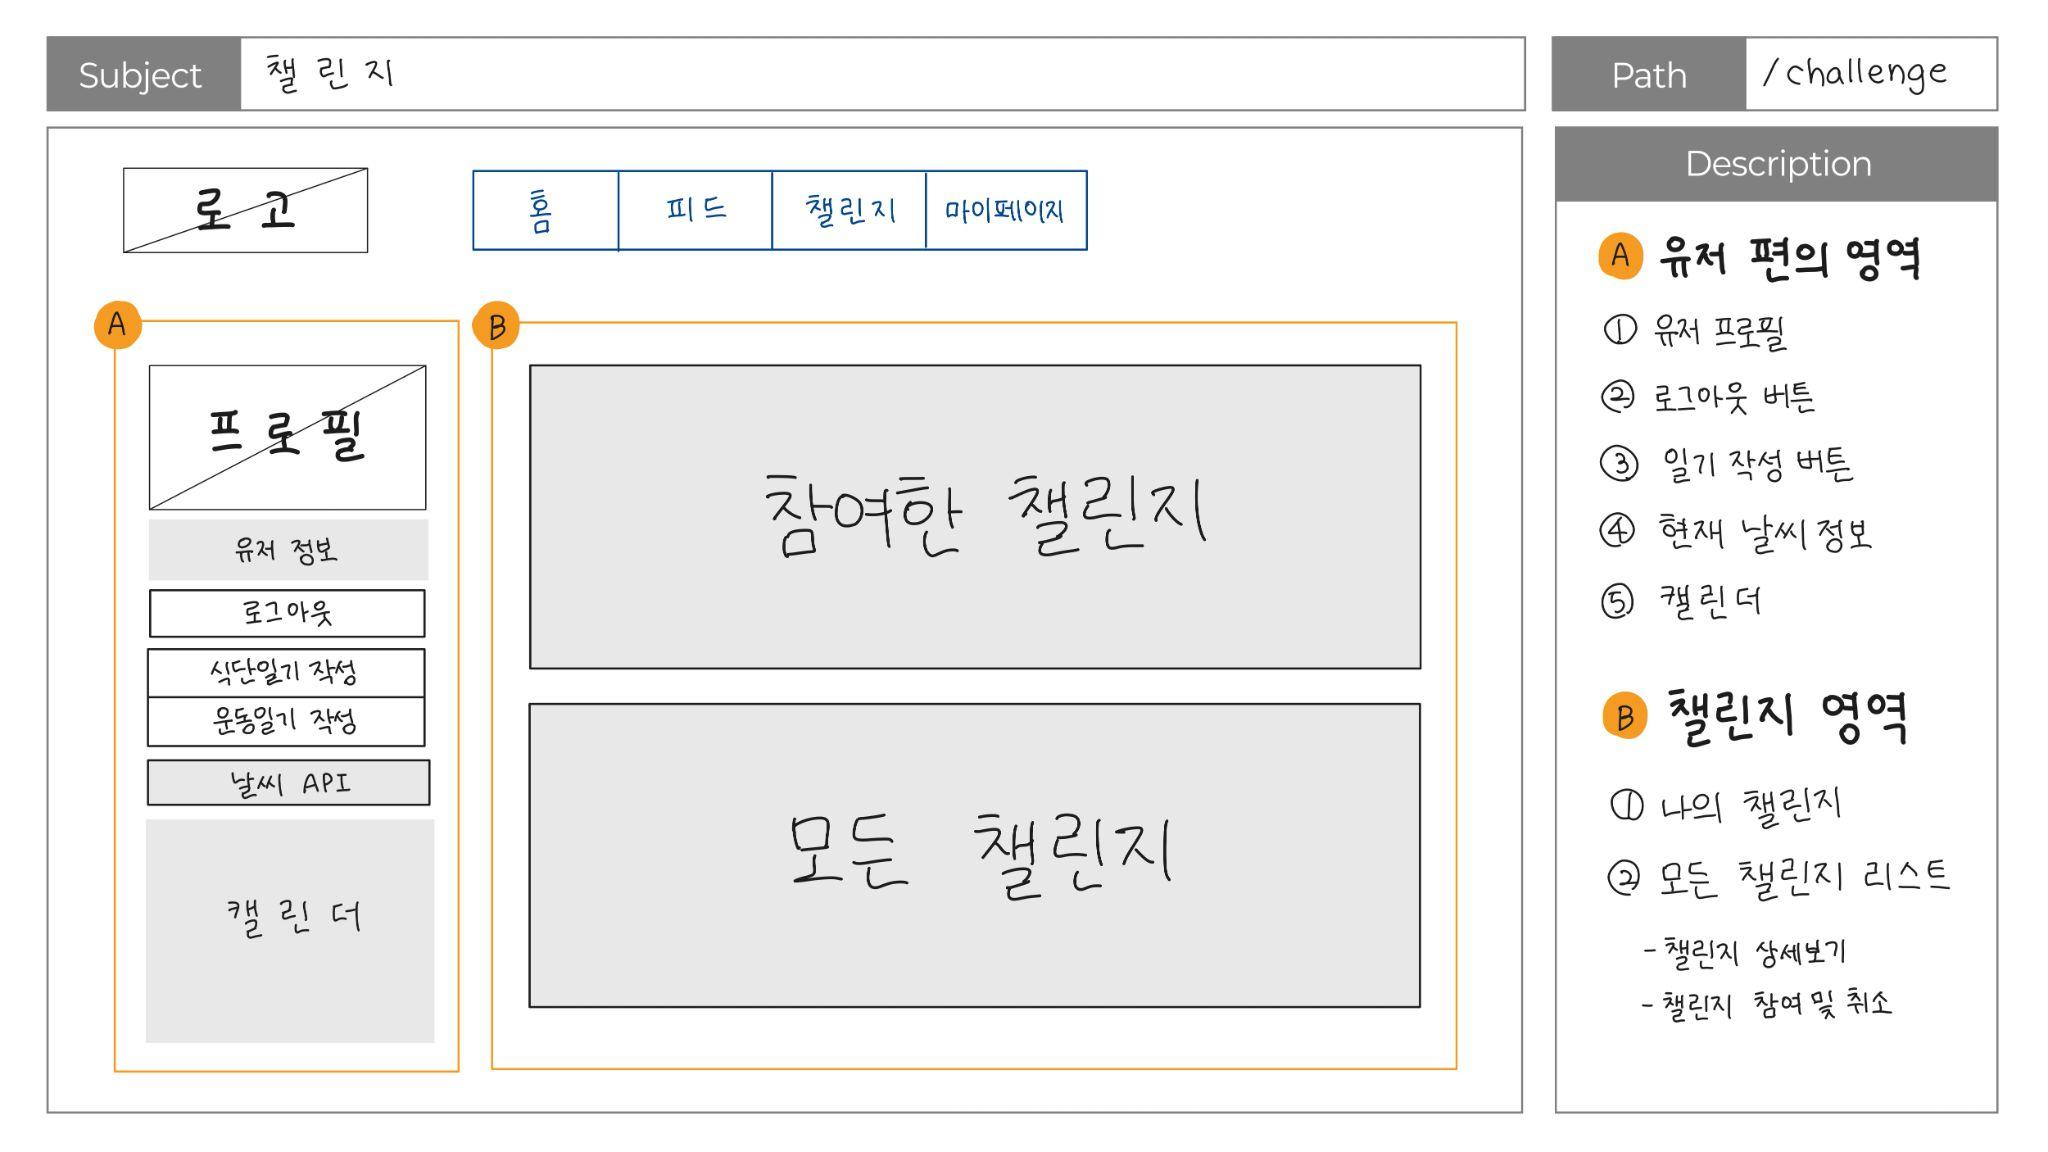 Subject 챌린지
Path /challenge
로고
홈 피드 챌린지 마이페이지
A
프로필
유저 정보
로그아웃
식단일기 작성
운동일기 작성
날씨 API
캘린더
B
참여한 챌린지
모든 챌린지
Description
A 유저 편의 영역
① 유저 프로필
② 로그아웃 버튼
③ 일기 작성 버튼
④ 현재 날씨 정보
⑤ 캘린더
B 챌린지 영역
① 나의 챌린지
② 모든 챌린지 리스트
- 챌린지 상세보기
- 챌린지 참여 및 취소